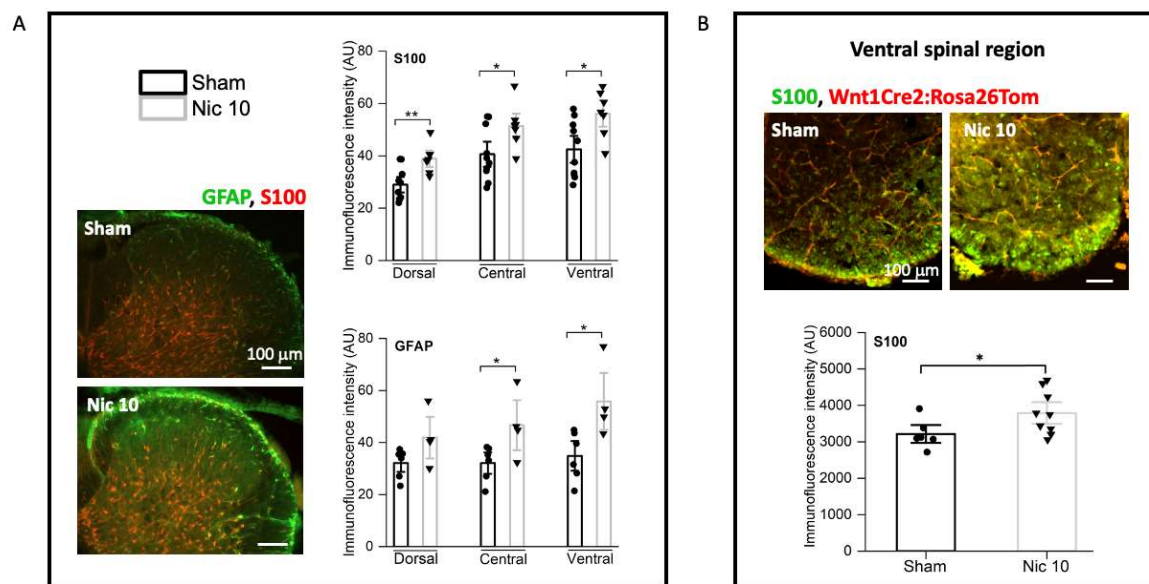 A
Sham
Nic 10
GFAP, S100
Sham
100 μm
Nic 10
S100
Immunofluorescence intensity (AU)
80
60
40
20
0
**
*
*
Dorsal
Central
Ventral
GFAP
Immunofluorescence intensity (AU)
80
60
40
20
0
*
*
Dorsal
Central
Ventral
B
Ventral spinal region
S100, Wnt1Cre2:Rosa26Tom
Sham
Nic 10
100 μm
S100
Immunofluorescence intensity (AU)
6000
5000
4000
3000
2000
1000
0
*
Sham
Nic 10